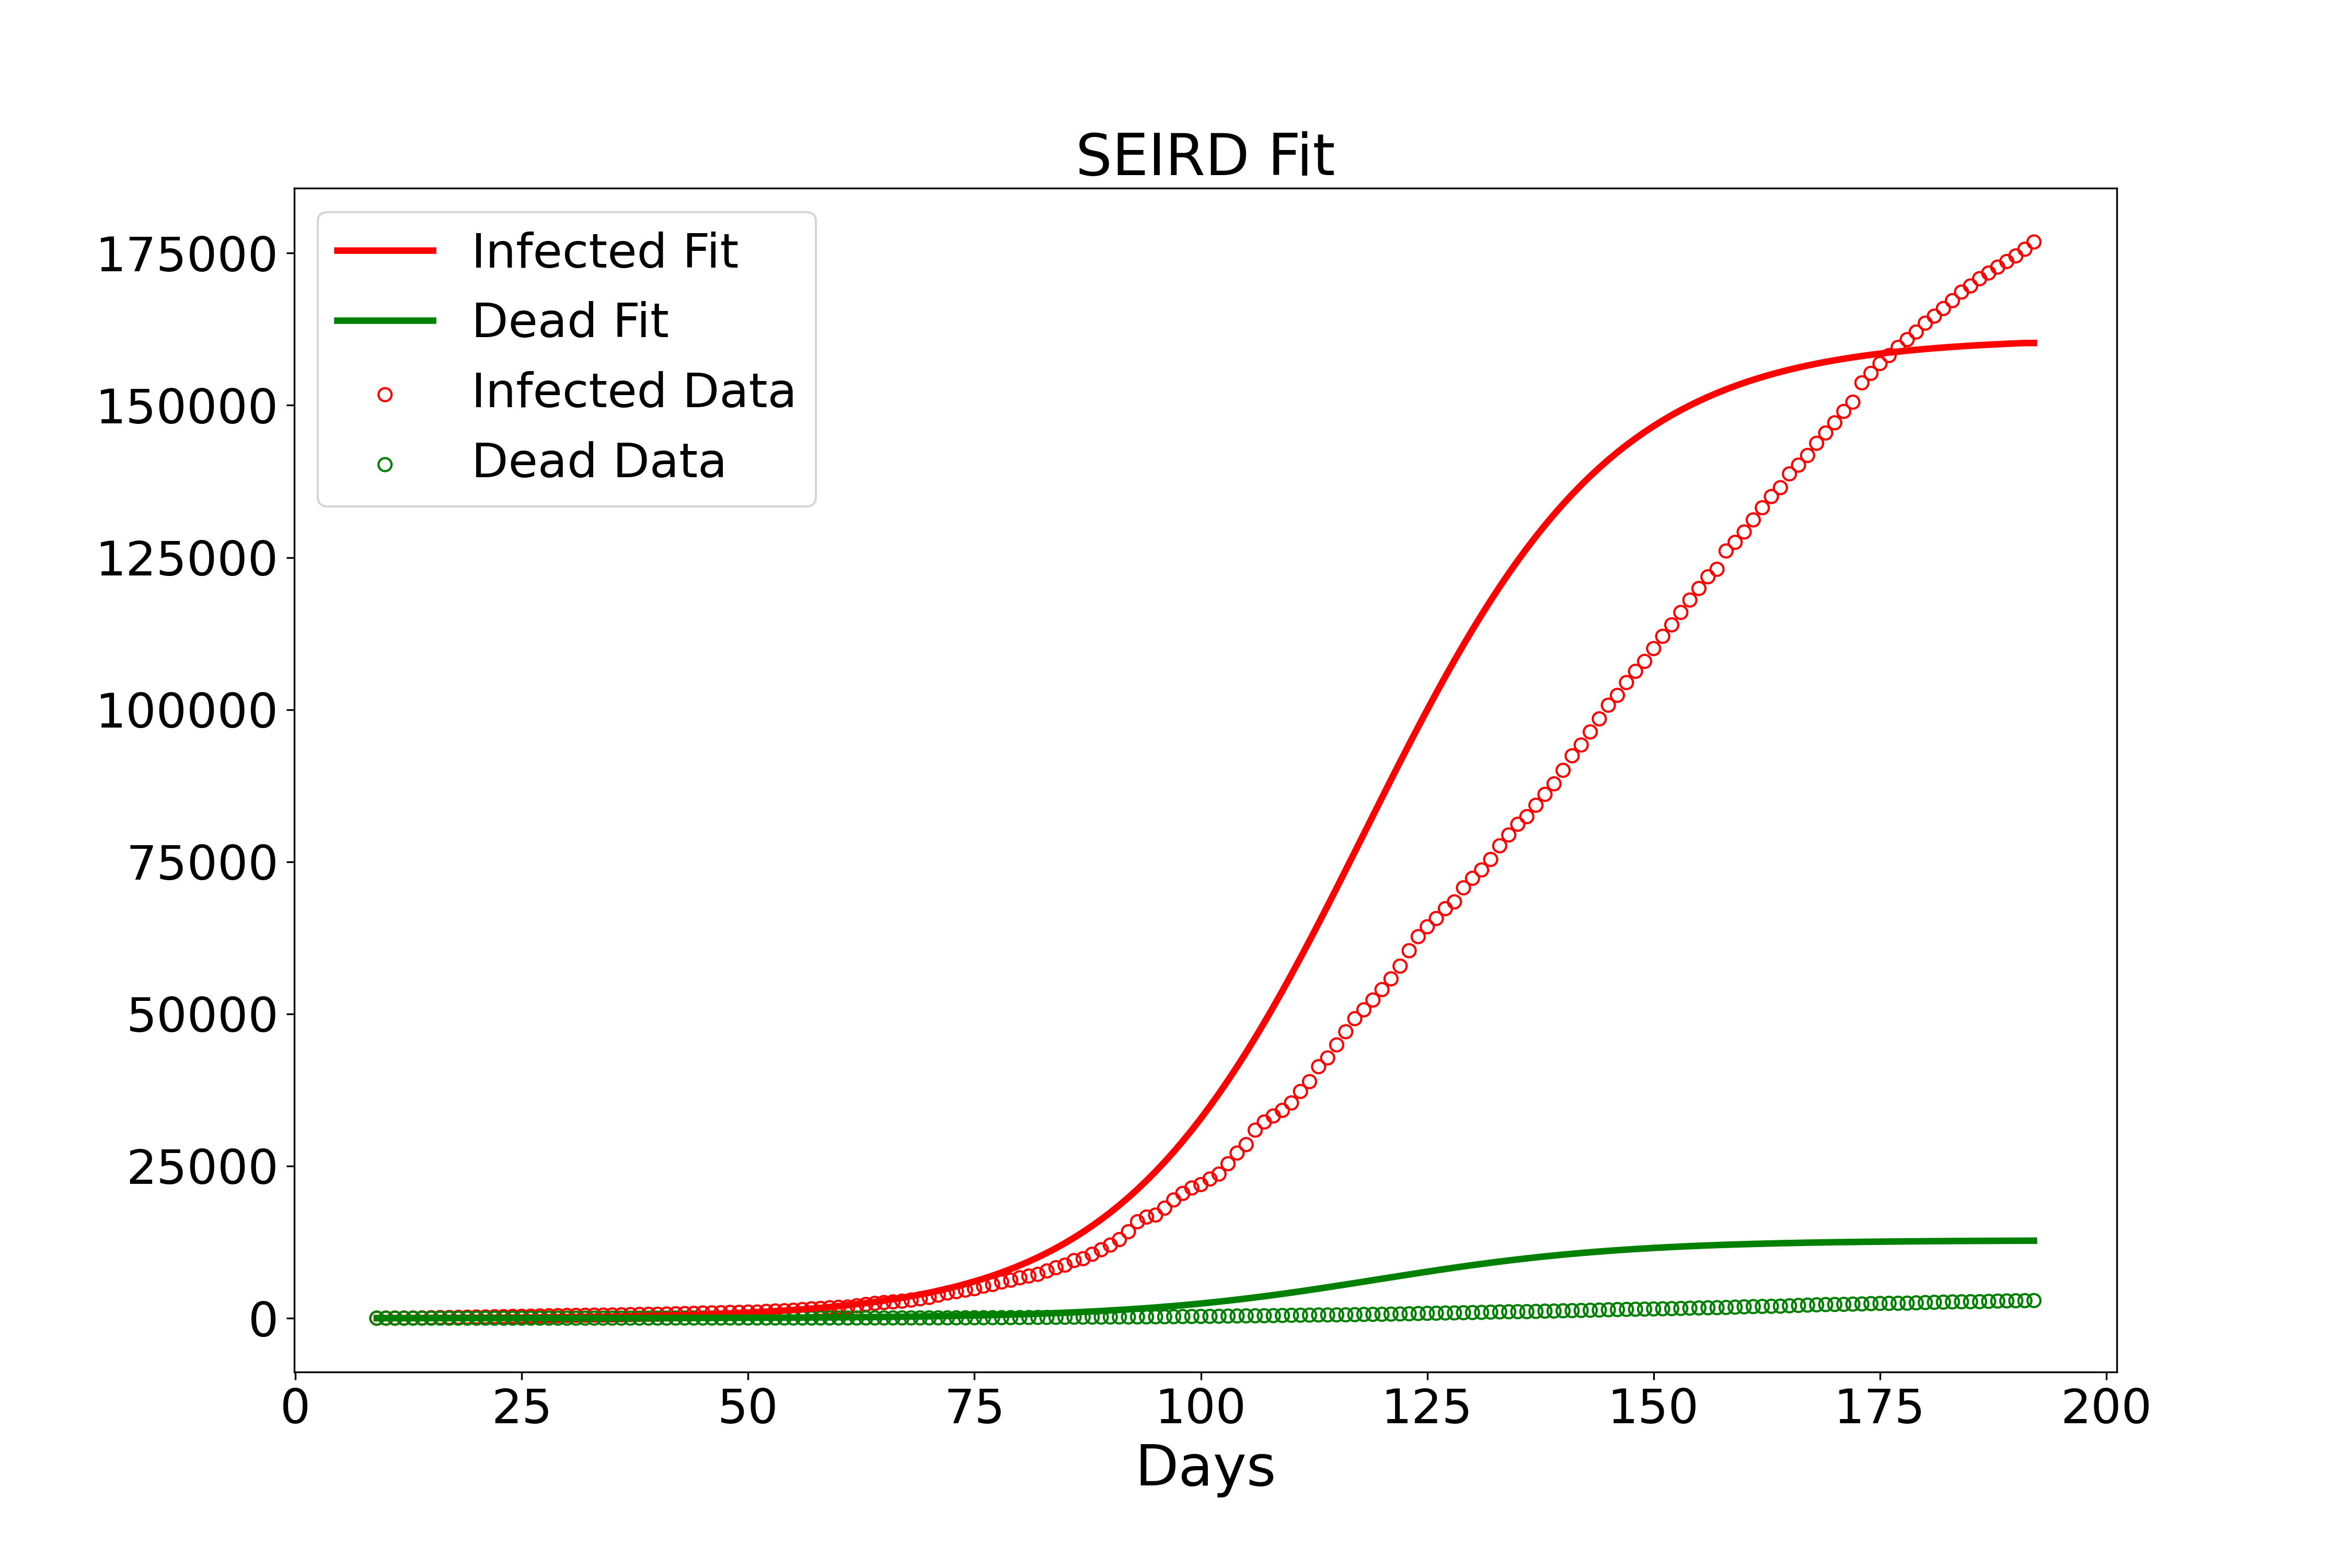 SEIRD Fit
Infected Fit
Dead Fit
Infected Data
Dead Data
175000
150000
125000
100000
75000
50000
25000
0
0 25 50 75 100 125 150 175 200
Days